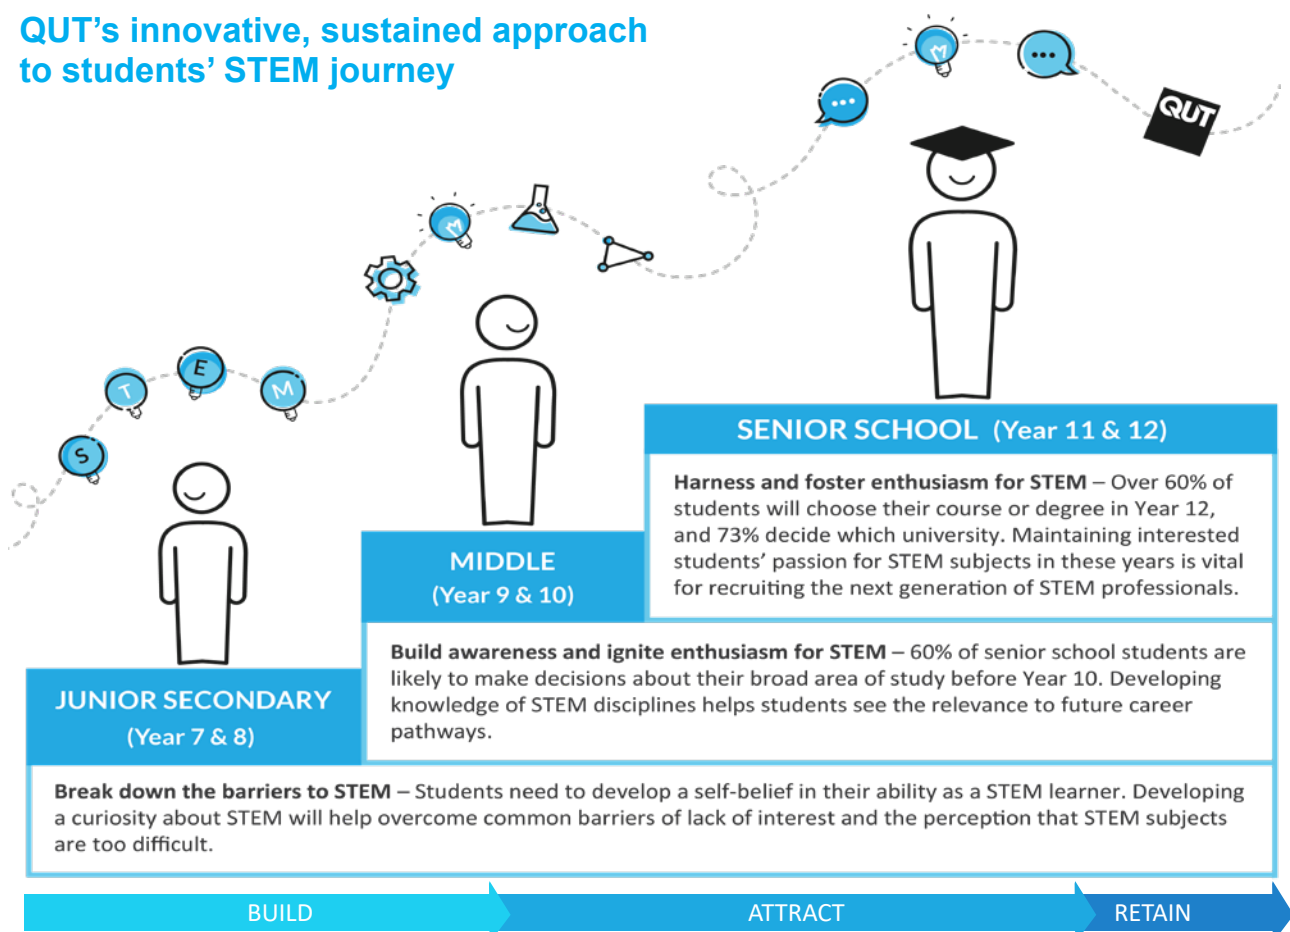 QUT’s innovative, sustained approach
to students’ STEM journey
QUT
S
T
E
M
SENIOR SCHOOL (Year 11 & 12)
Harness and foster enthusiasm for STEM – Over 60% of
students will choose their course or degree in Year 12,
and 73% decide which university. Maintaining interested
students’ passion for STEM subjects in these years is vital
for recruiting the next generation of STEM professionals.
MIDDLE
(Year 9 & 10)
Build awareness and ignite enthusiasm for STEM – 60% of senior school students are
likely to make decisions about their broad area of study before Year 10. Developing
knowledge of STEM disciplines helps students see the relevance to future career
pathways.
JUNIOR SECONDARY
(Year 7 & 8)
Break down the barriers to STEM – Students need to develop a self-belief in their ability as a STEM learner. Developing
a curiosity about STEM will help overcome common barriers of lack of interest and the perception that STEM subjects
are too difficult.
BUILD
ATTRACT
RETAIN